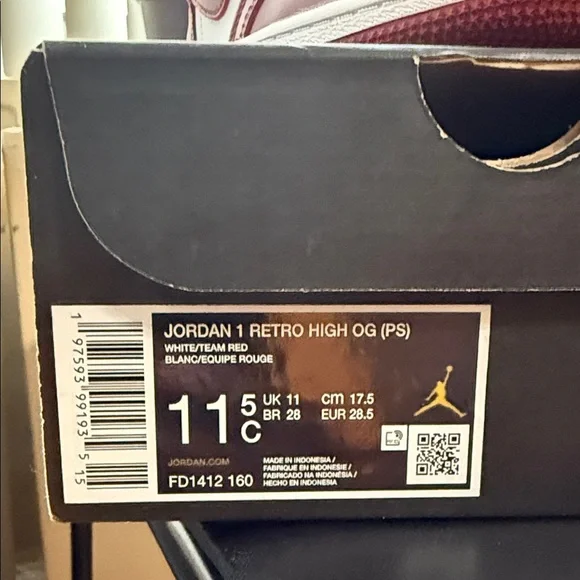 JORDAN 1 RETRO HIGH OG (PS)
WHITE/TEAM RED
BLANC/EQUIPE ROUGE
11 5 C
UK 11 cm 17.5
BR 28 EUR 28.5
JORDAN.COM
FD1412 160
MADE IN INDONESIA /
FABRIQUE EN INDONESIE /
FABRICADO NA INDONÉSIA /
HECHO EN INDONESIA
1 97593 99193 5 15